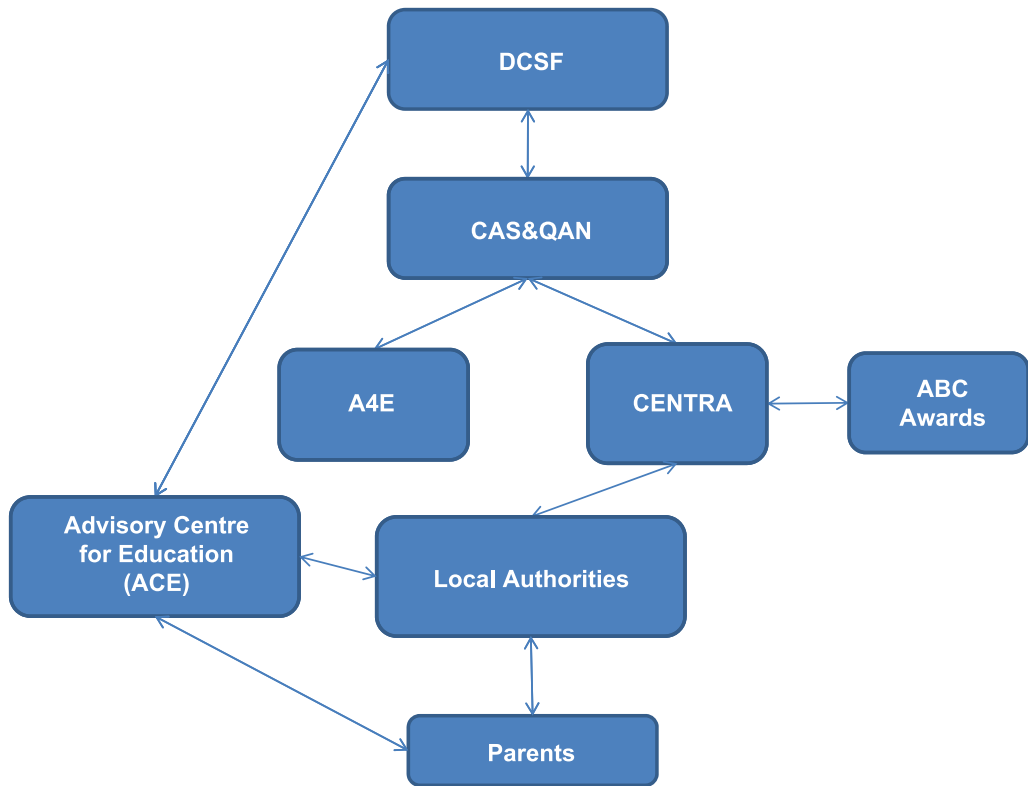 DCSF
CAS&QAN
A4E
CENTRA
ABC
Awards
Advisory Centre
for Education
(ACE)
Local Authorities
Parents